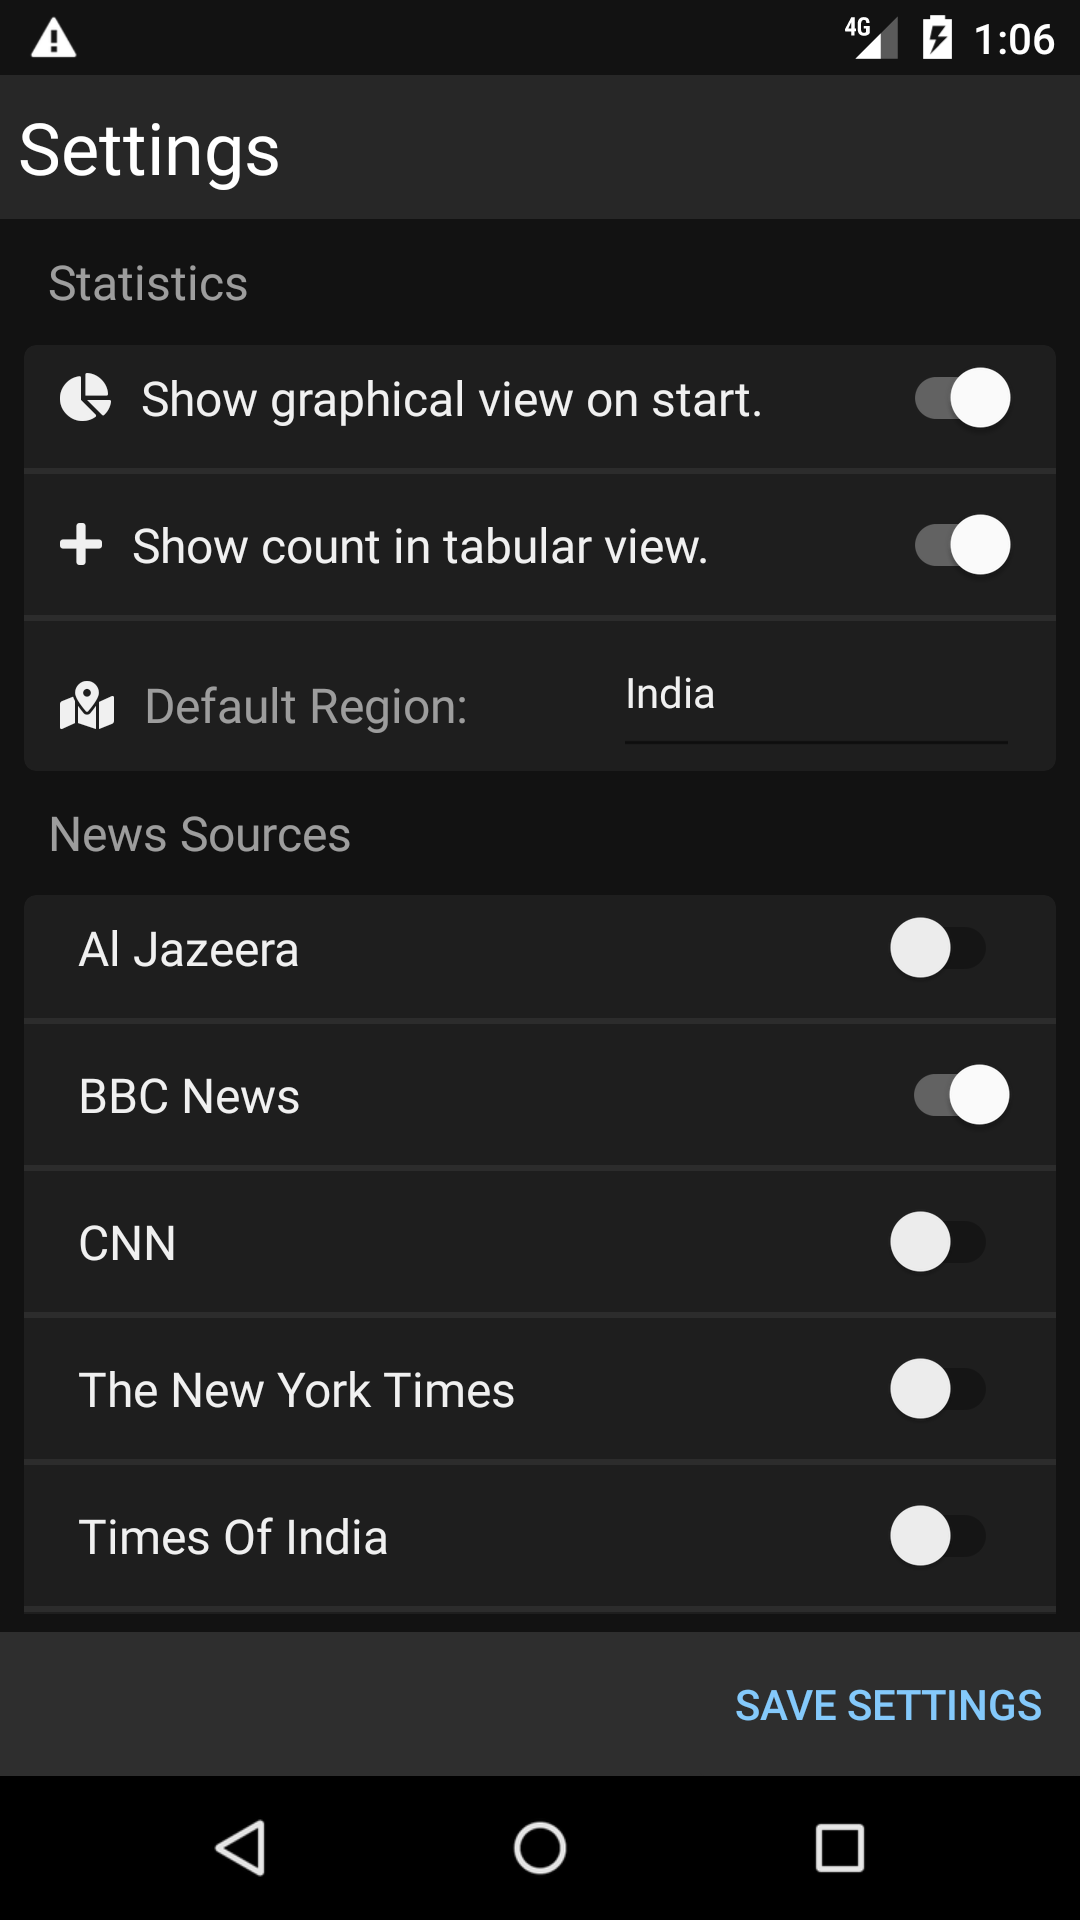 4G 1:06
Settings
Statistics
Show graphical view on start.
Show count in tabular view.
Default Region: India
News Sources
Al Jazeera
BBC News
CNN
The New York Times
Times Of India
SAVE SETTINGS